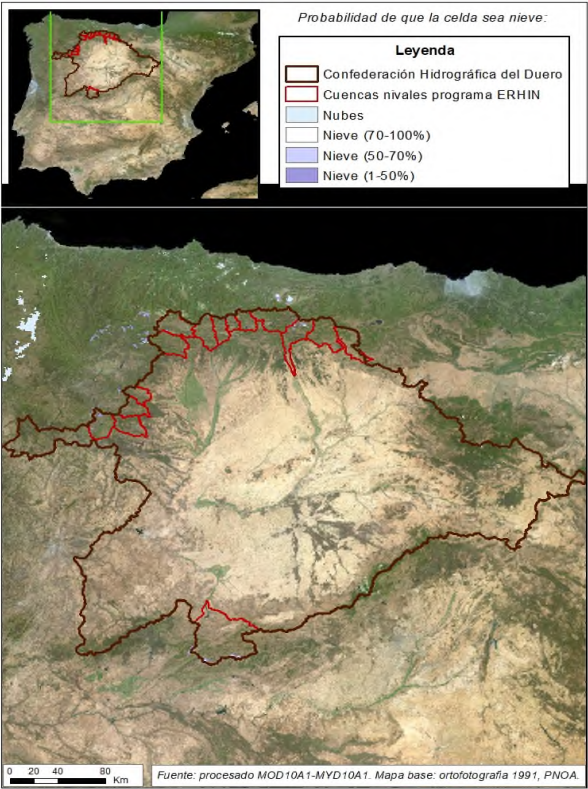 Probabilidad de que la celda sea nieve:
Leyenda
Confederación Hidrográfica del Duero
Cuencas nivales programa ERHIN
Nubes
Nieve (70-100%)
Nieve (50-70%)
Nieve (1-50%)
0 20 40 80
Km
Fuente: procesado MOD10A1-MYD10A1. Mapa base: ortofotografia 1991, PNOA.